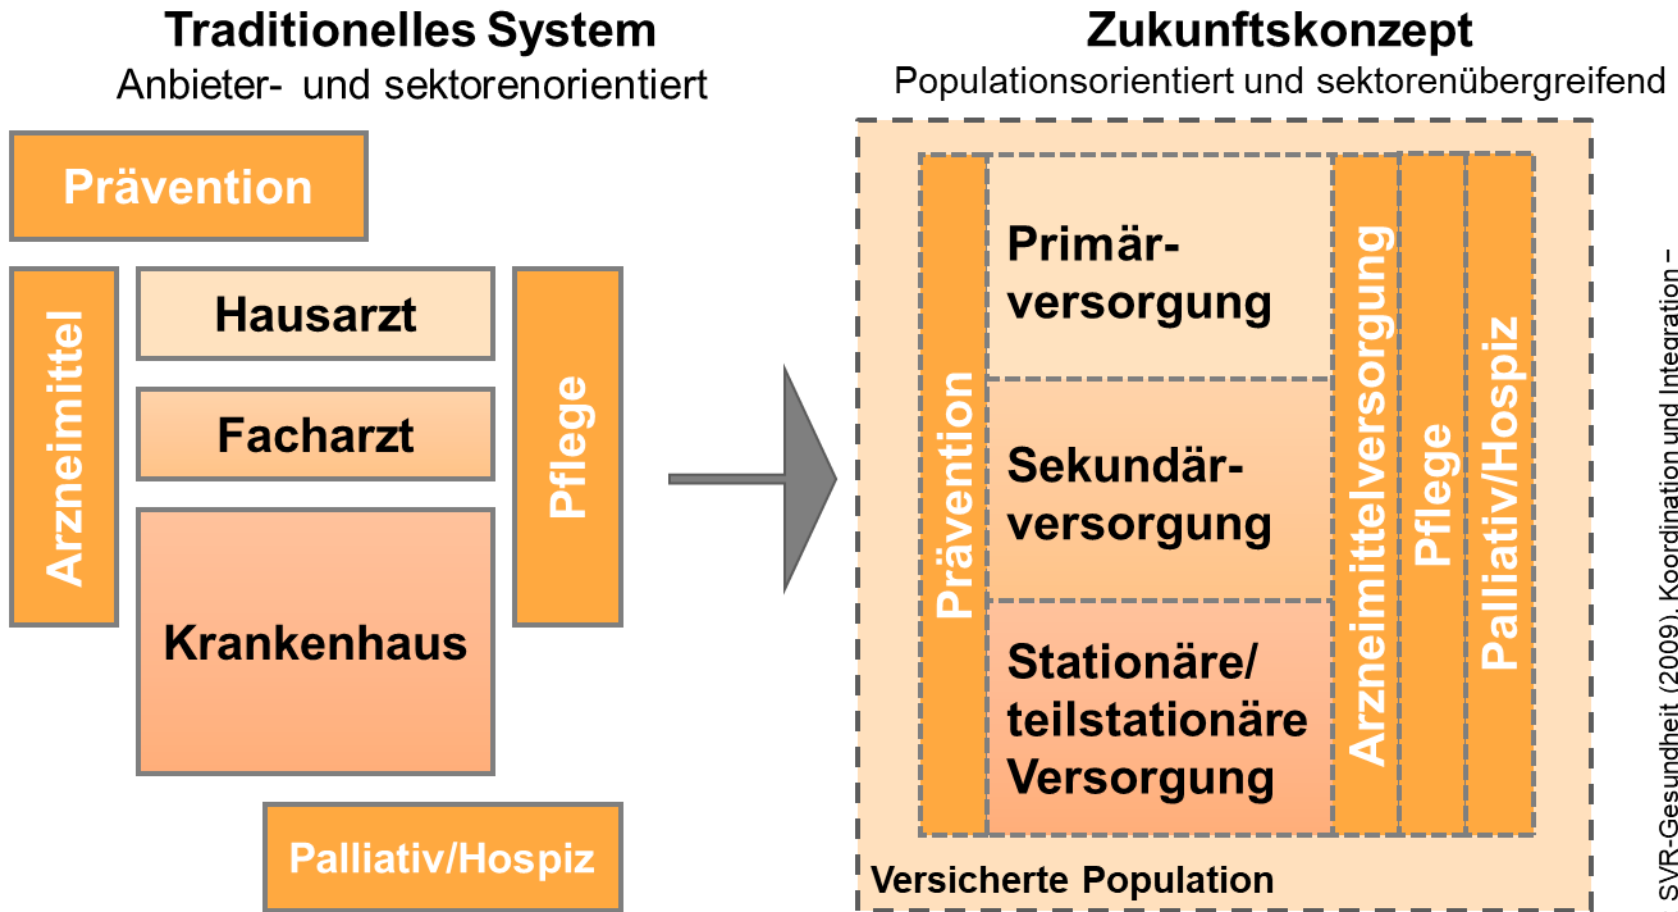 Traditionelles System
Anbieter- und sektorenorientiert
Prävention
Arzneimittel
Hausarzt
Facharzt
Krankenhaus
Pflege
Palliativ/Hospiz
Zukunftskonzept
Populationsorientiert und sektorenübergreifend
Prävention
Primär-
versorgung
Sekundär-
versorgung
Stationäre/
teilstationäre
Versorgung
Arzneimittelversorgung
Pflege
Palliativ/Hospiz
Versicherte Population
SVR-Gesundheit (2009). Koordination und Integration –